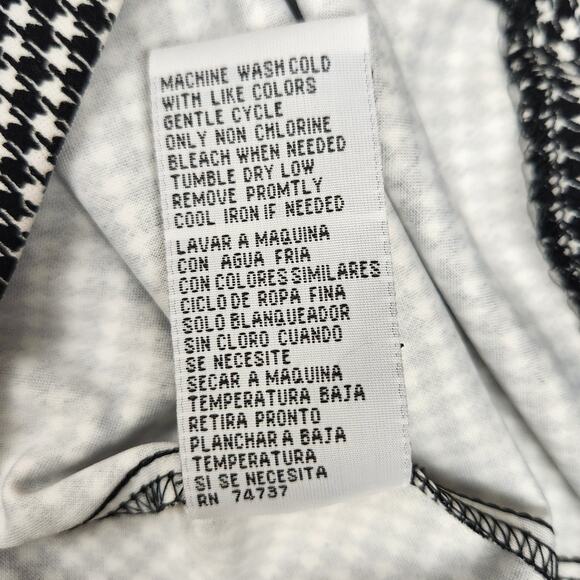 MACHINE WASH COLD
WITH LIKE COLORS
GENTLE CYCLE
ONLY NON CHLORINE
BLEACH WHEN NEEDED
TUMBLE DRY LOW
REMOVE PROMTLY
COOL IRON IF NEEDED
LAVAR A MAQUINA
CON AGUA FRIA
CON COLORES SIMILARES
CICLO DE ROPA FINA
SOLO BLANQUEADOR
SIN CLORO CUANDO
SE NECESITE
SECAR A MAQUINA
TEMPERATURA BAJA
RETIRA PRONTO
PLANCHAR A BAJA
TEMPERATURA
SI SE NECESITA
RN 74737